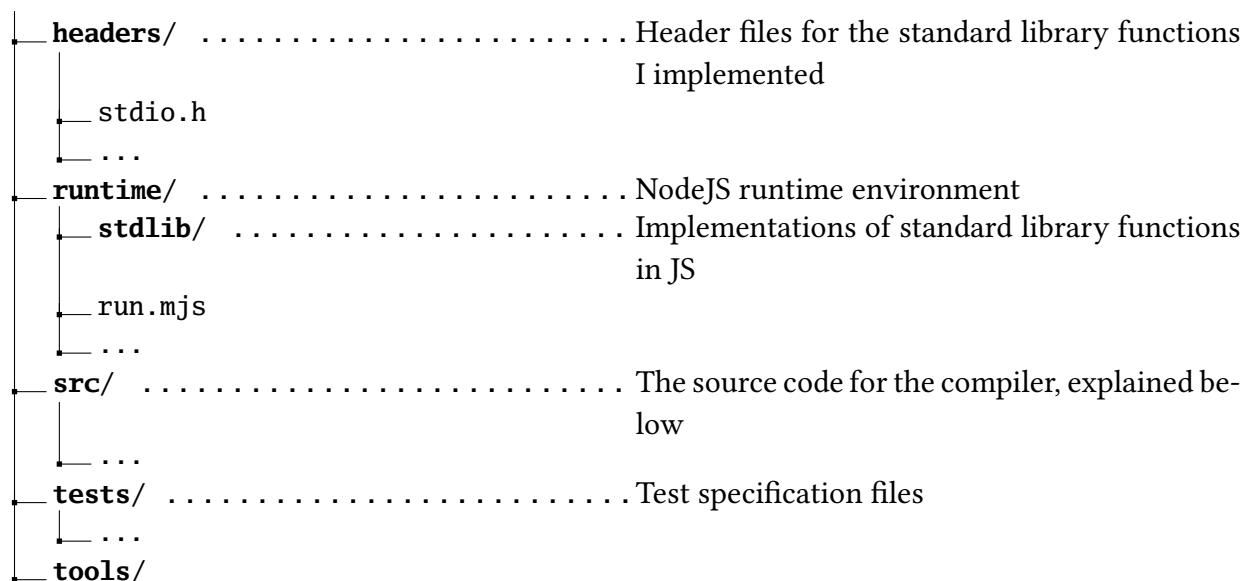 headers/ . . . . . . . . . . . . . . . . . . . . . . . . Header files for the standard library functions
I implemented
stdio.h
...
runtime/ . . . . . . . . . . . . . . . . . . . . . . . . NodeJS runtime environment
stdlib/ . . . . . . . . . . . . . . . . . . . . . . Implementations of standard library functions
in JS
run.mjs
...
src/ . . . . . . . . . . . . . . . . . . . . . . . . . . . The source code for the compiler, explained be-
low
...
tests/ . . . . . . . . . . . . . . . . . . . . . . . . . . Test specification files
...
tools/